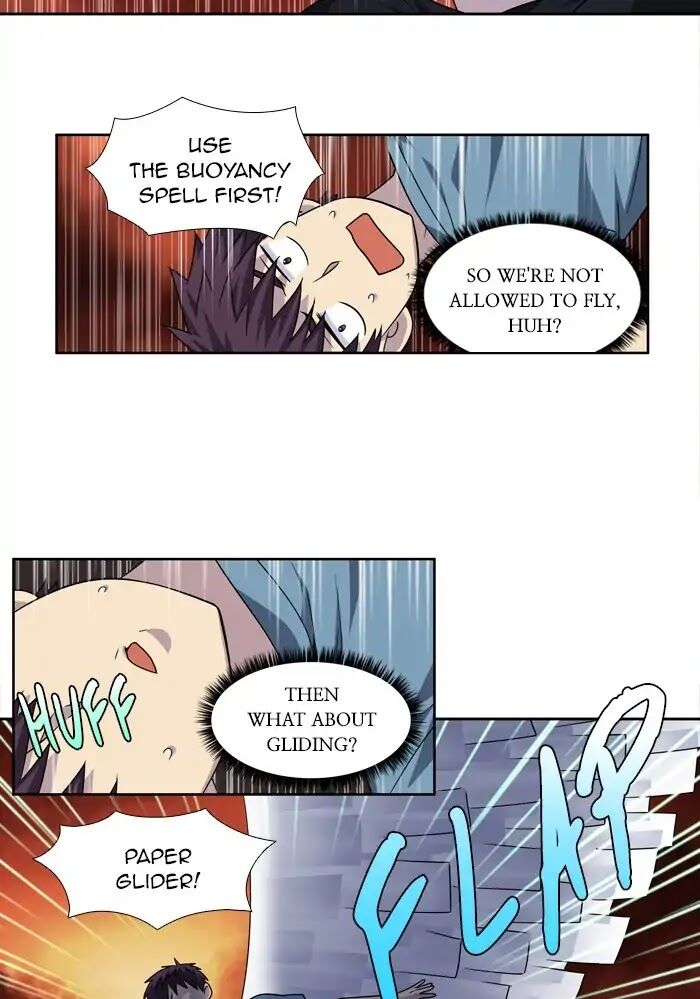 USE
THE BUOYANCY
SPELL FIRST!
SO WE'RE NOT
ALLOWED TO FLY,
HUH?
HUFF
THEN
WHAT ABOUT
GLIDING?
FLAP
PAPER
GLIDER!